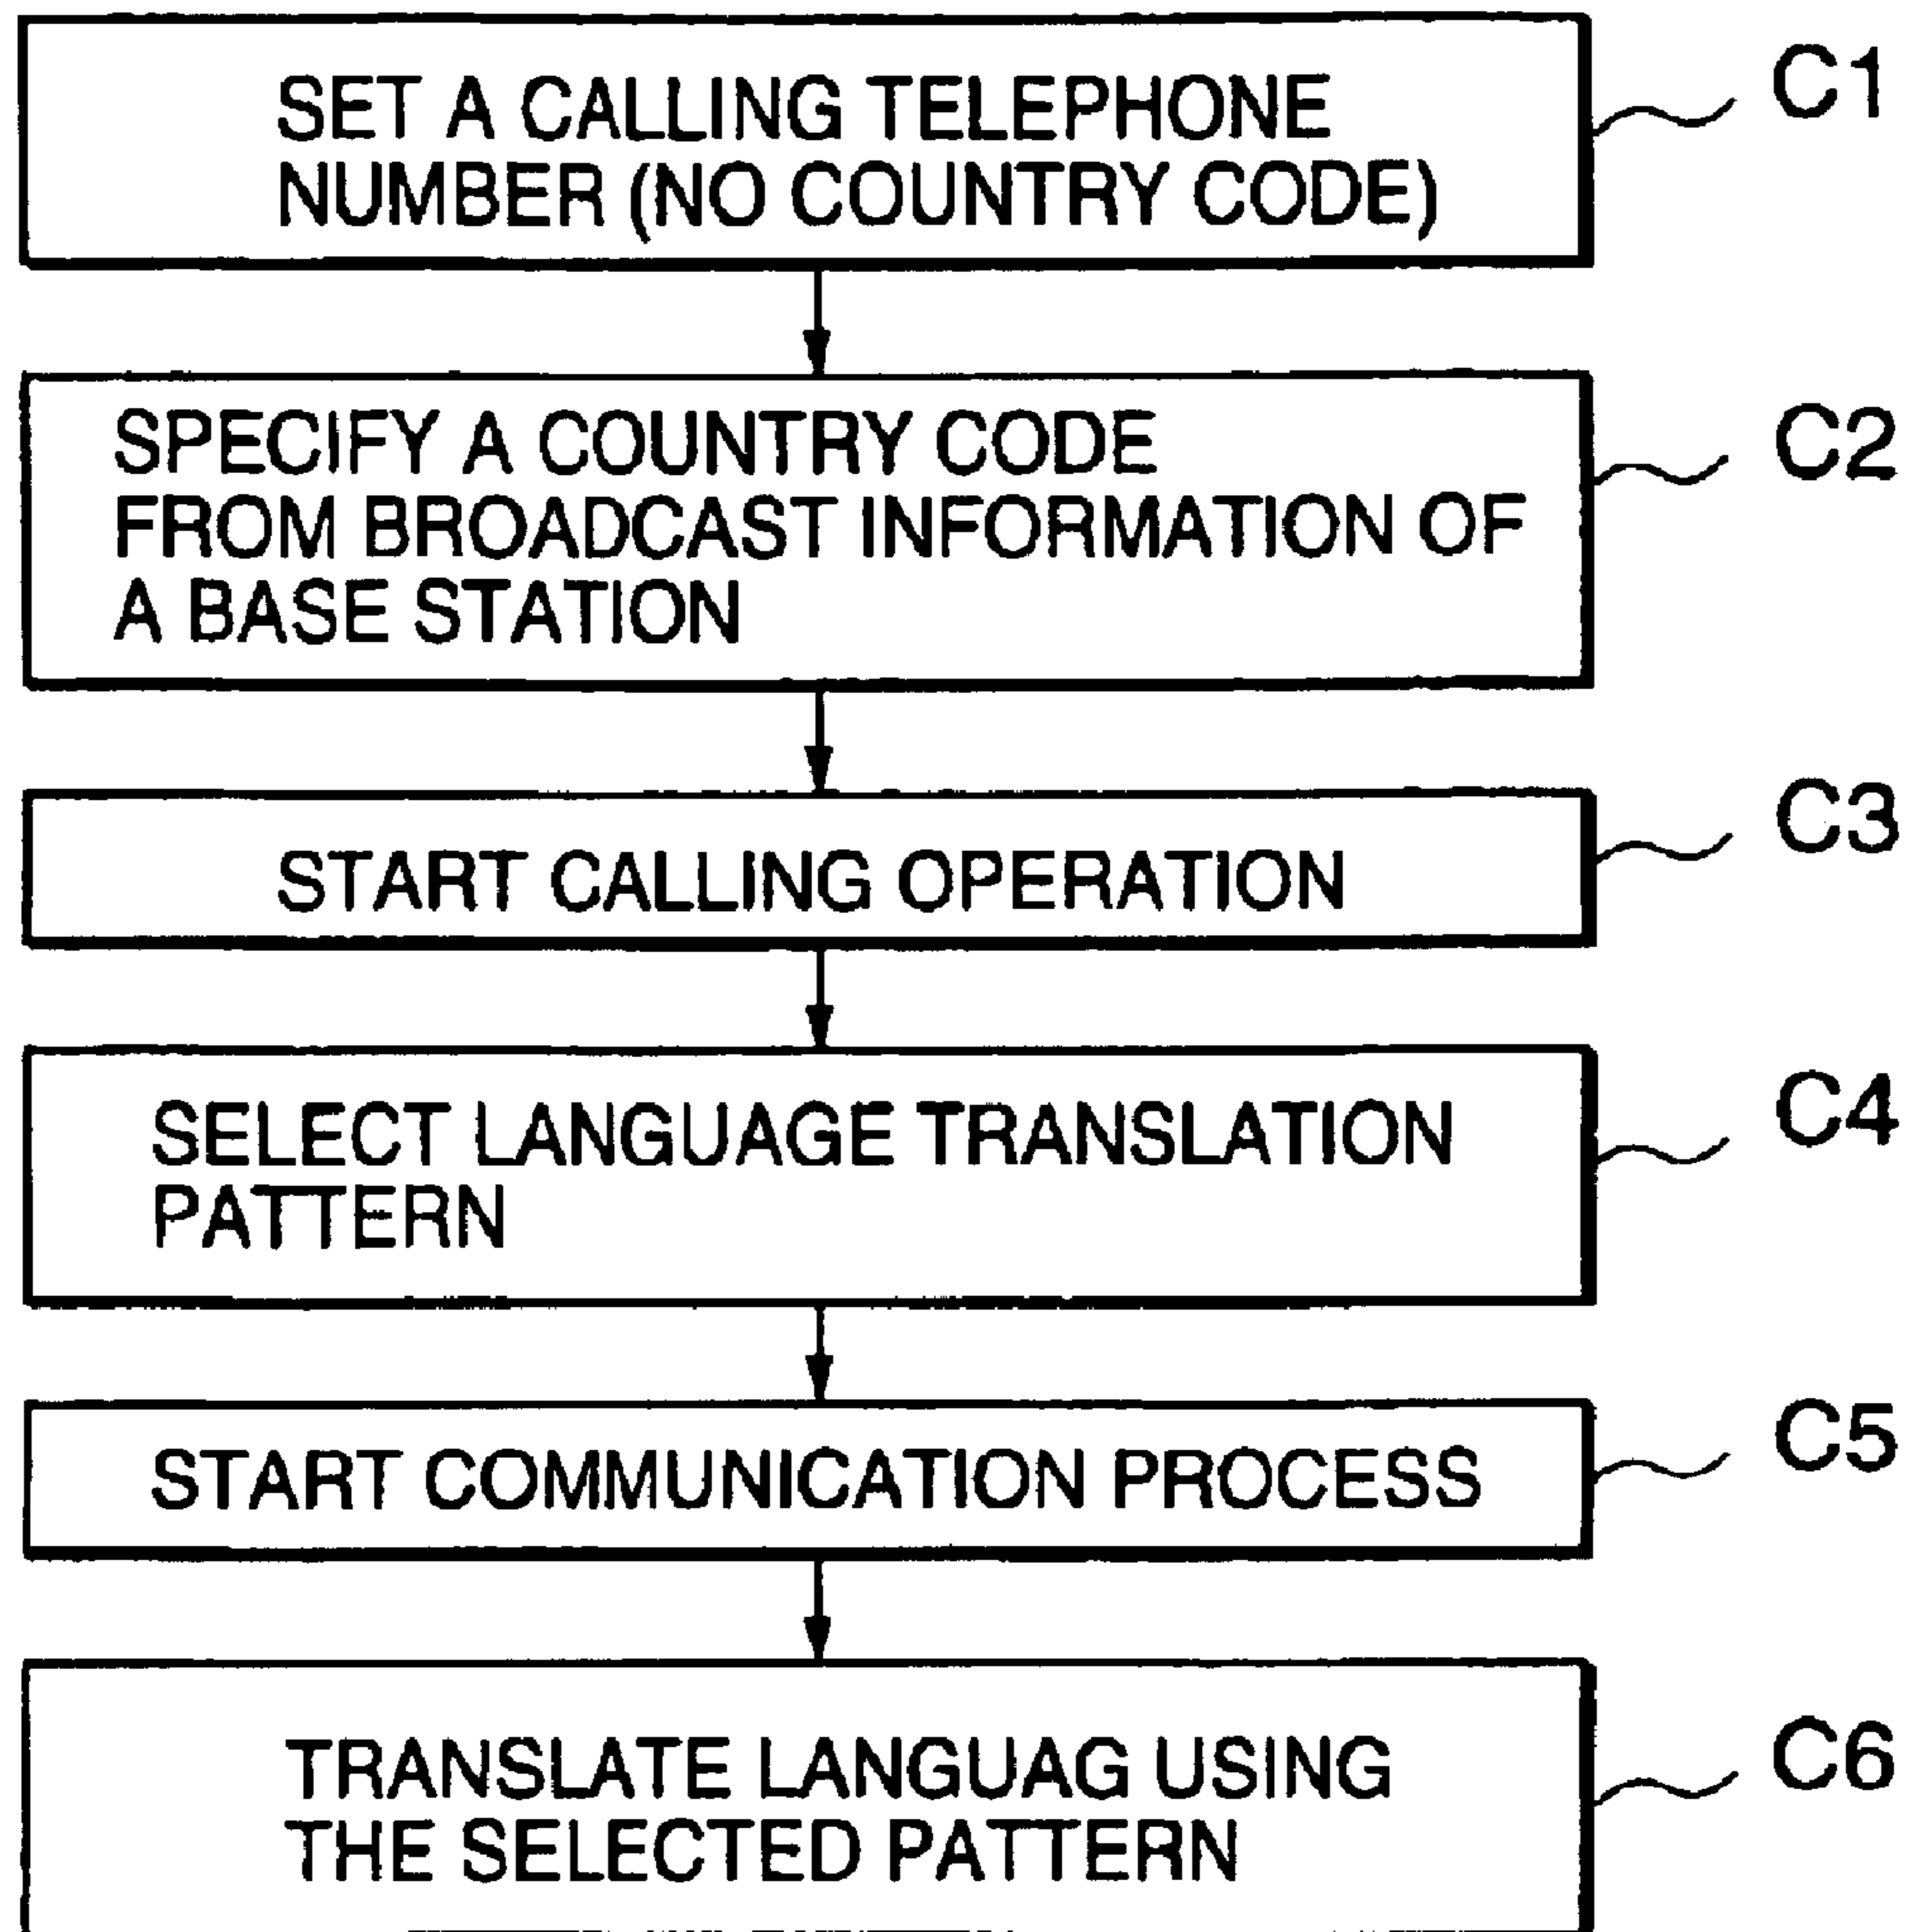 SET A CALLING TELEPHONE
NUMBER (NO COUNTRY CODE)
C1
SPECIFY A COUNTRY CODE
FROM BROADCAST INFORMATION OF
A BASE STATION
C2
START CALLING OPERATION
C3
SELECT LANGUAGE TRANSLATION
PATTERN
C4
START COMMUNICATION PROCESS
C5
TRANSLATE LANGUAG USING
THE SELECTED PATTERN
C6